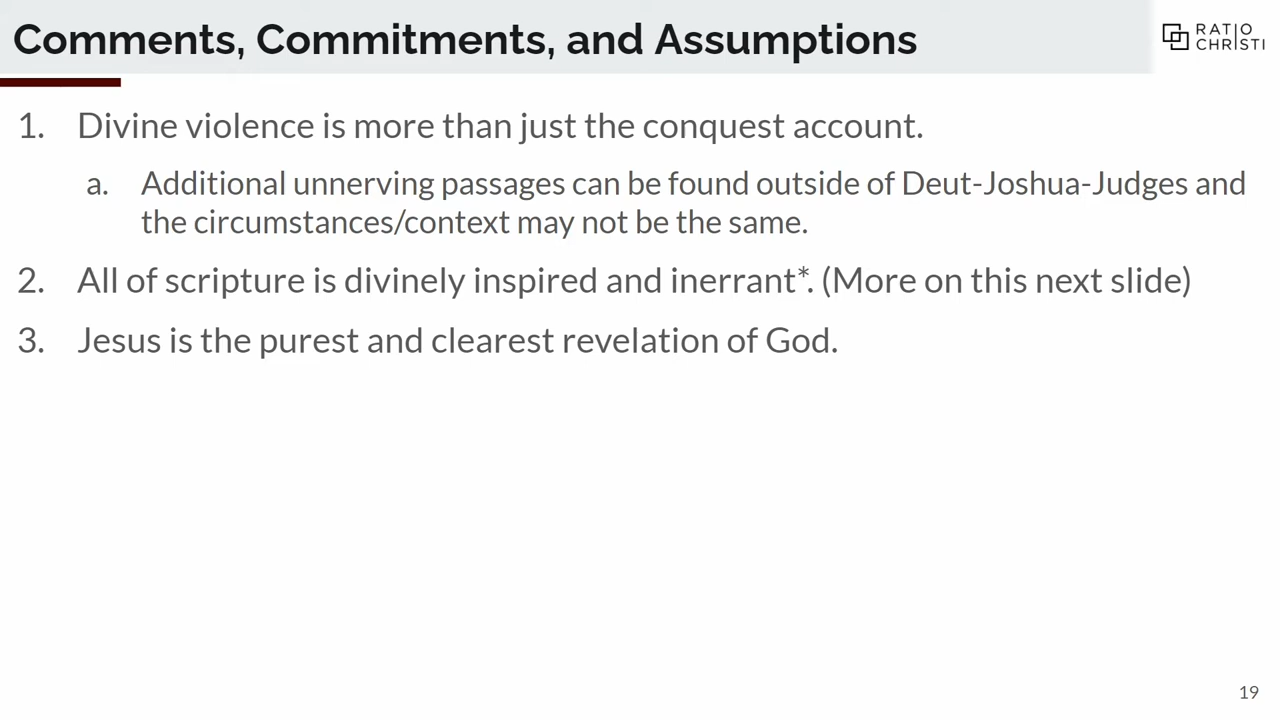 Comments, Commitments, and Assumptions
RATIO
CHRISTI
1. Divine violence is more than just the conquest account.
a. Additional unnerving passages can be found outside of Deut-Joshua-Judges and
the circumstances/context may not be the same.
2. All of scripture is divinely inspired and inerrant*. (More on this next slide)
3. Jesus is the purest and clearest revelation of God.
19